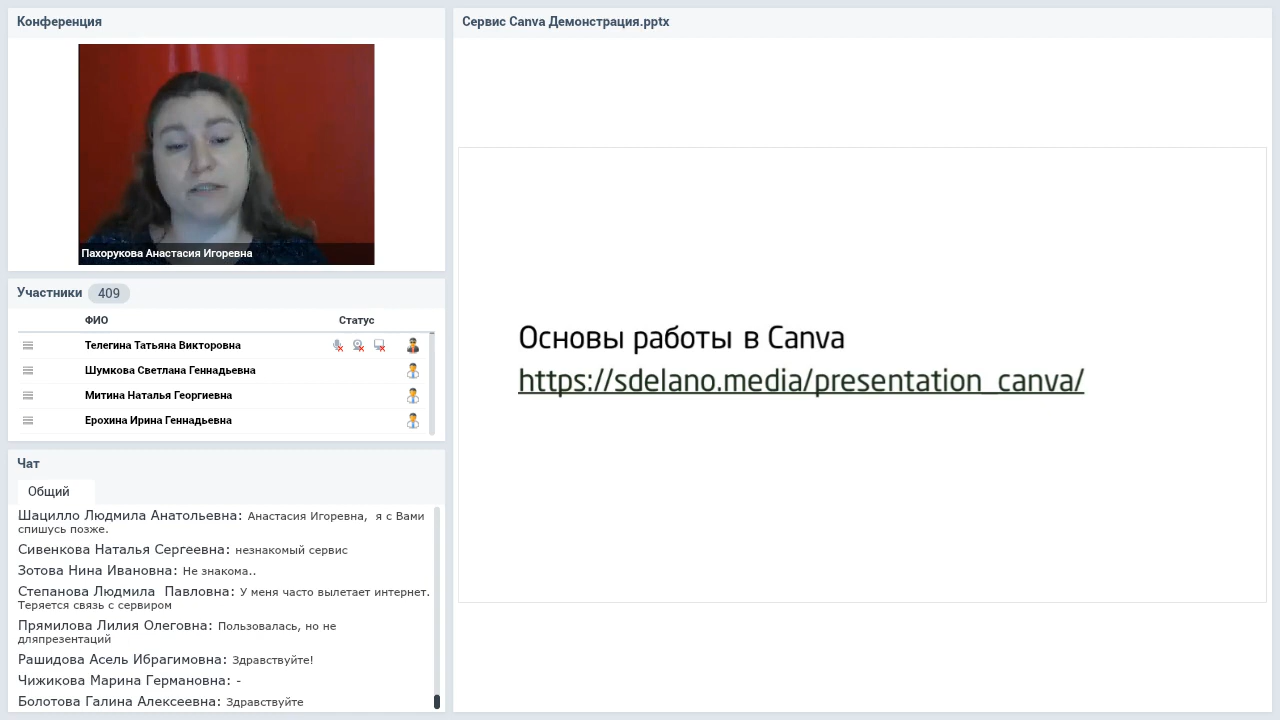 Конференция
Пахорукова Анастасия Игоревна
Участники 409
ФИО Статус
Телегина Татьяна Викторовна
Шумкова Светлана Геннадьевна
Митина Наталья Георгиевна
Ерохина Ирина Геннадьевна
Чат
Общий
Шацилло Людмила Анатольевна: Анастасия Игоревна, я с Вами
спишусь позже.
Сивенкова Наталья Сергеевна: незнакомый сервис
Зотова Нина Ивановна: Не знакома..
Степанова Людмила Павловна: У меня часто вылетает интернет.
Теряется связь с сервиром
Прямилова Лилия Олеговна: Пользовалась, но не
дляпрезентаций
Рашидова Асель Ибрагимовна: Здравствуйте!
Чижикова Марина Германовна: -
Болотова Галина Алексеевна: Здравствуйте
Сервис Canva Демонстрация.pptx
Основы работы в Canva
https://sdelano.media/presentation_canva/